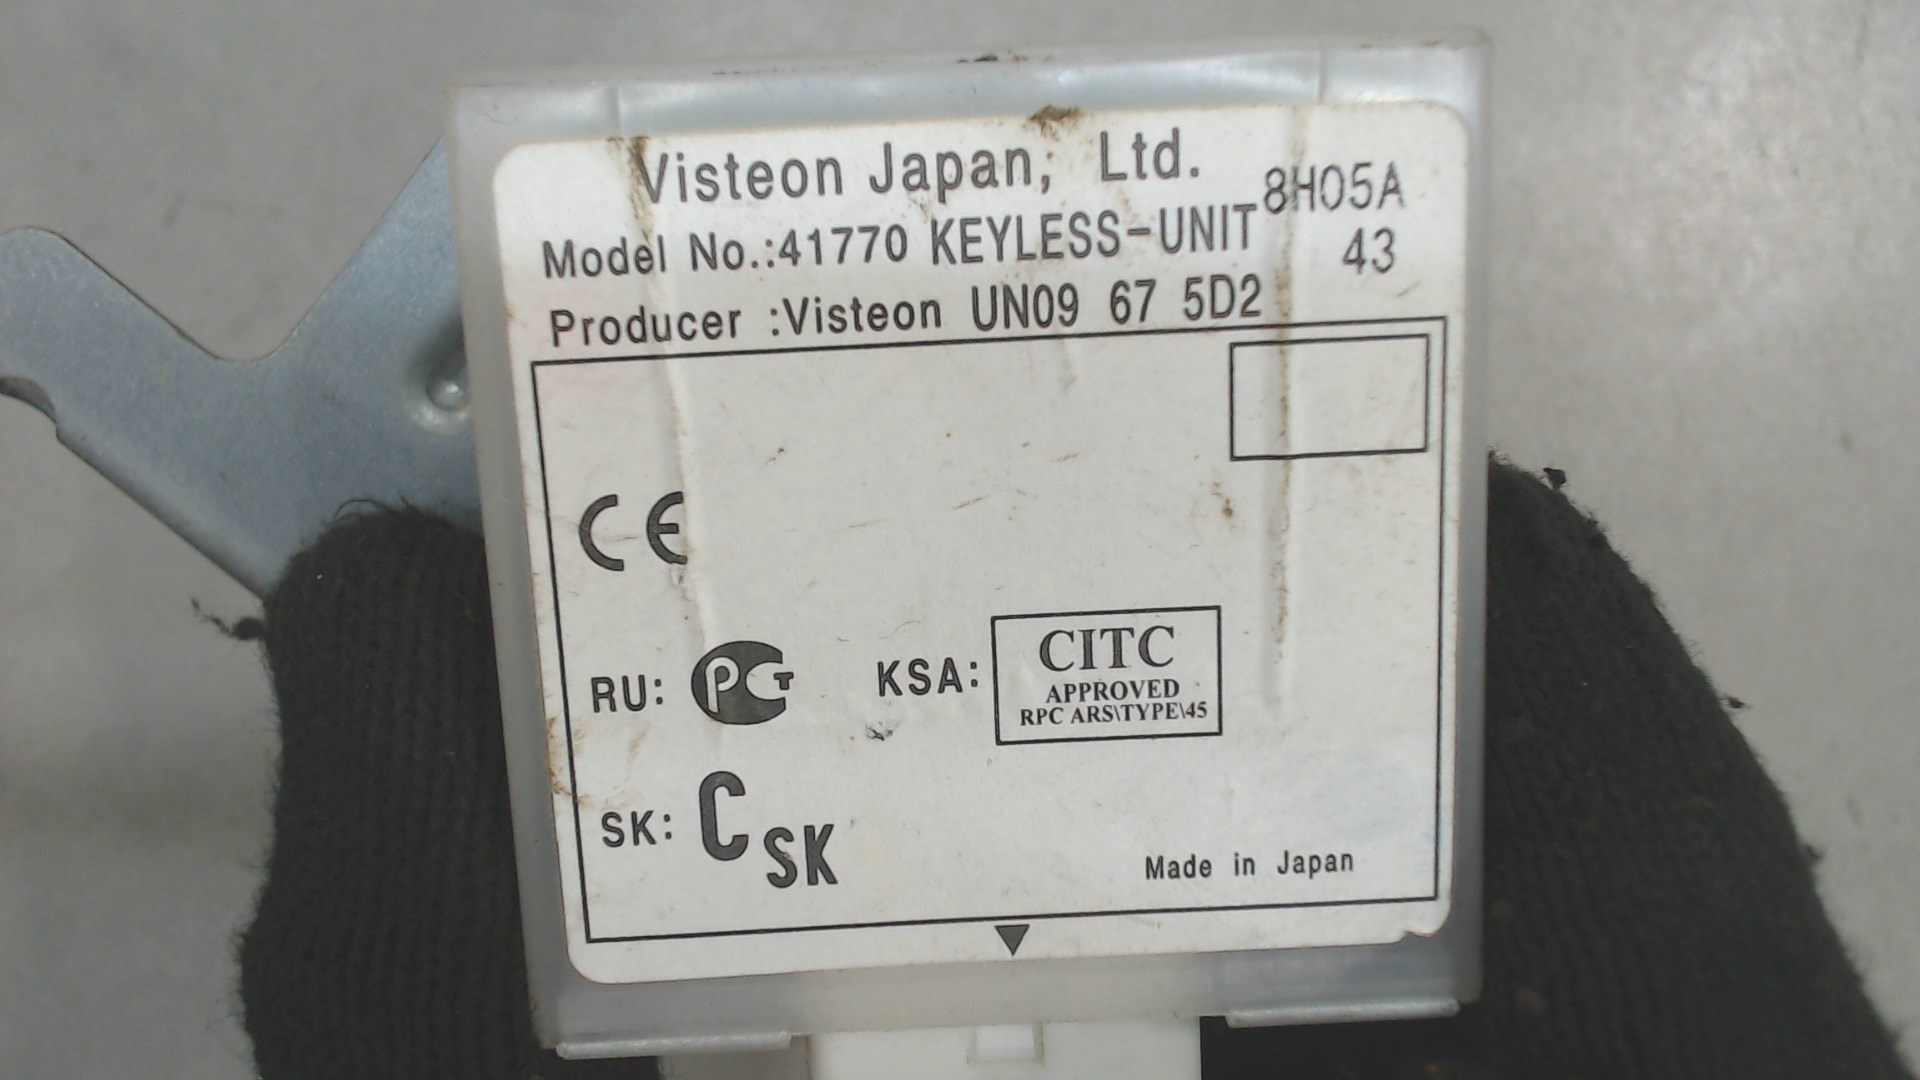 Visteon Japan, Ltd.
8H05A
Model No.:41770 KEYLESS-UNIT
43
Producer :Visteon UN09 67 5D2
CE
RU: PCT
KSA: CITC
APPROVED
RPC ARS\TYPE\45
SK: C SK
Made in Japan